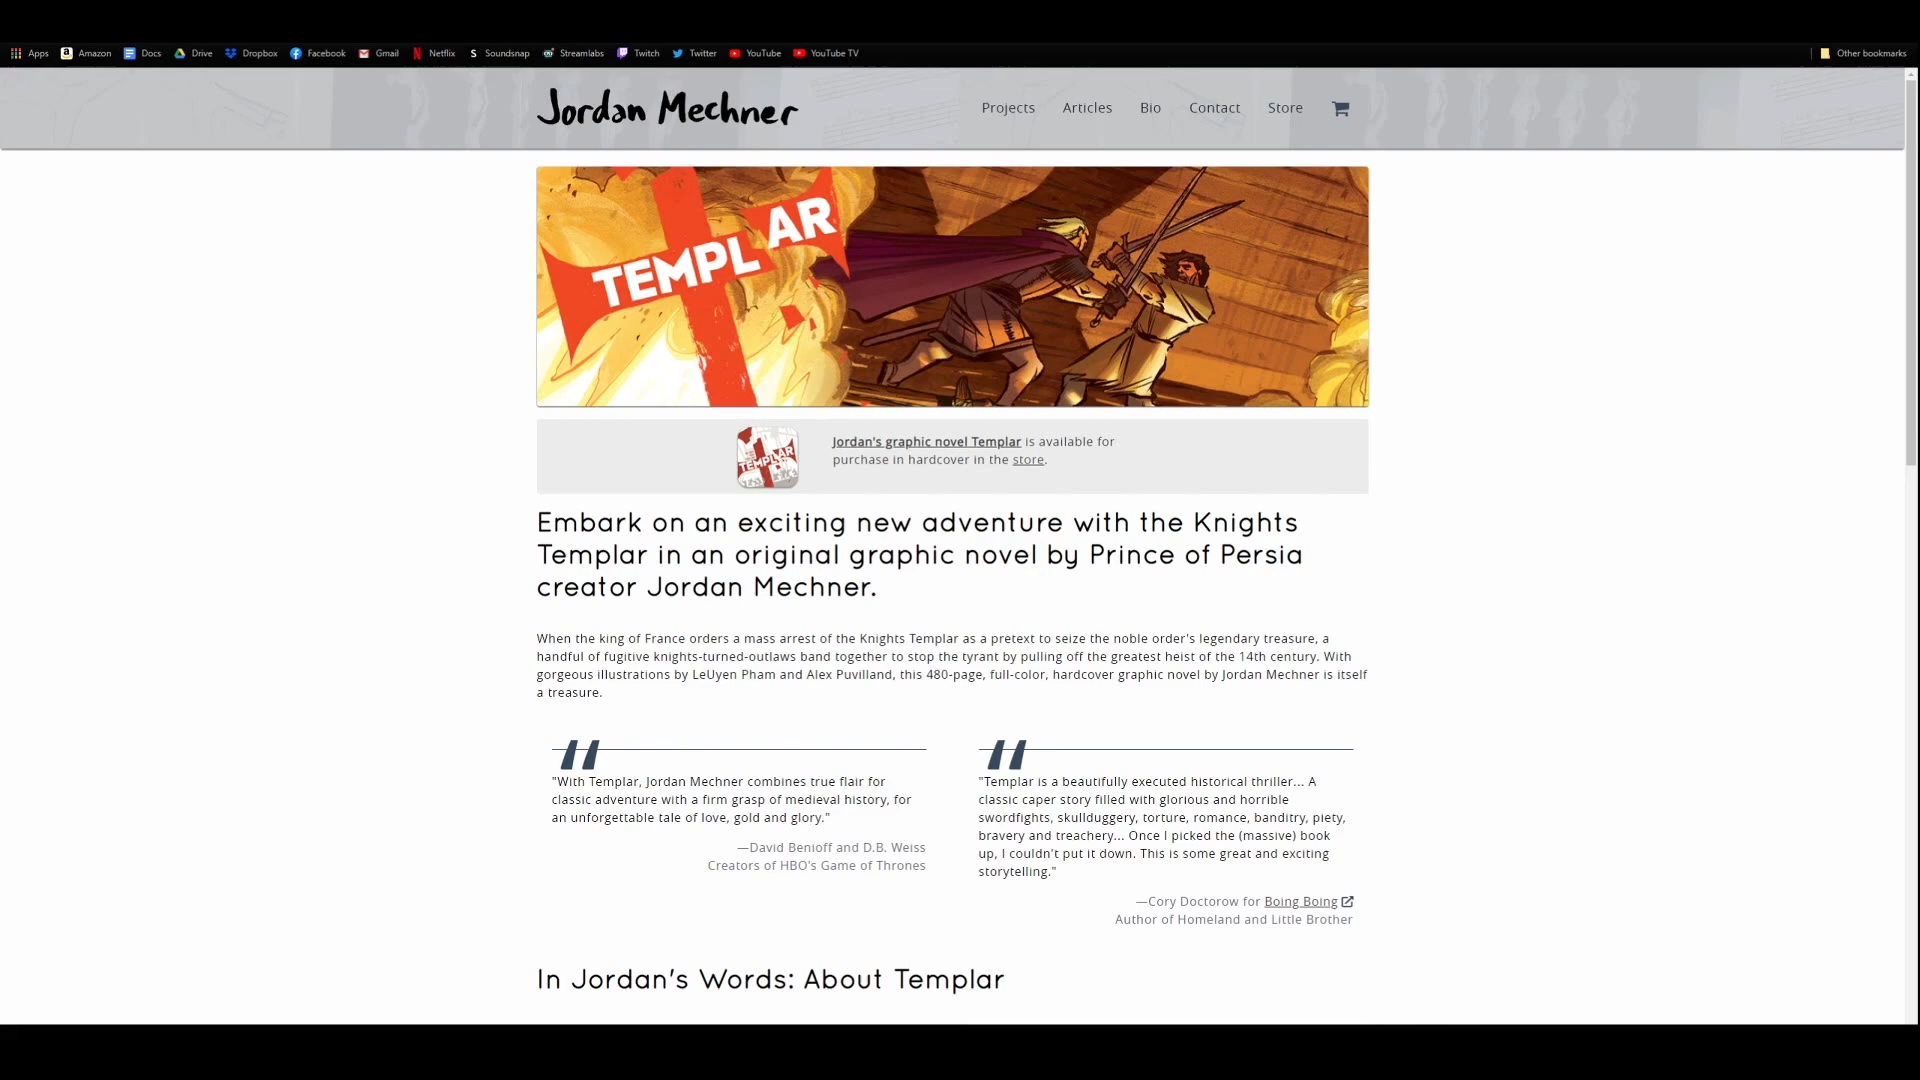 Apps Amazon Docs Drive Dropbox Facebook Gmail Netflix Soundsnap Streamlabs Twitch Twitter YouTube YouTube TV Other bookmarks
Jordan Mechner
Projects Articles Bio Contact Store
TEMPLAR
TEMPLAR
Jordan's graphic novel Templar is available for
purchase in hardcover in the store.
Embark on an exciting new adventure with the Knights
Templar in an original graphic novel by Prince of Persia
creator Jordan Mechner.
When the king of France orders a mass arrest of the Knights Templar as a pretext to seize the noble order's legendary treasure, a
handful of fugitive knights-turned-outlaws band together to stop the tyrant by pulling off the greatest heist of the 14th century. With
gorgeous illustrations by LeUyen Pham and Alex Puvilland, this 480-page, full-color, hardcover graphic novel by Jordan Mechner is itself
a treasure.
"With Templar, Jordan Mechner combines true flair for
classic adventure with a firm grasp of medieval history, for
an unforgettable tale of love, gold and glory."
—David Benioff and D.B. Weiss
Creators of HBO's Game of Thrones
"Templar is a beautifully executed historical thriller... A
classic caper story filled with glorious and horrible
swordfights, skullduggery, torture, romance, banditry, piety,
bravery and treachery... Once I picked the (massive) book
up, I couldn't put it down. This is some great and exciting
storytelling."
—Cory Doctorow for Boing Boing
Author of Homeland and Little Brother
In Jordan's Words: About Templar